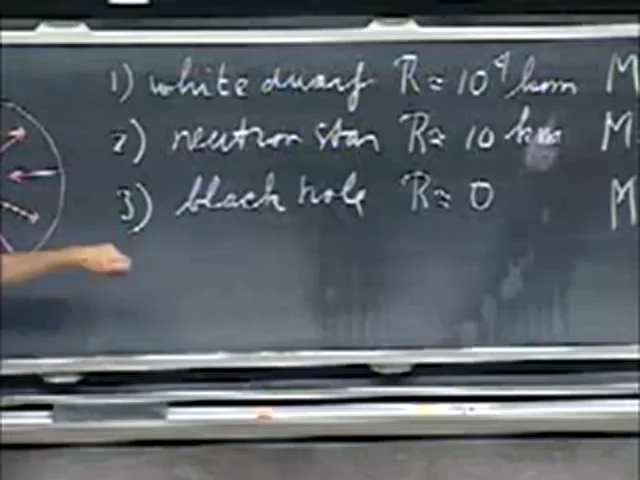 1) white dwarf R ≈ 10⁴ km M
2) neutron star R ≈ 10 km M
3) black hole R ≈ 0 M